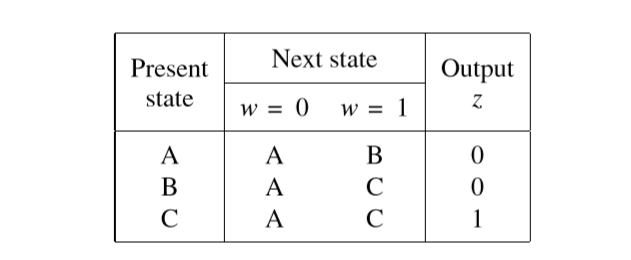 Present state Next state Output z
w = 0 w = 1
A A B 0
B A C 0
C A C 1